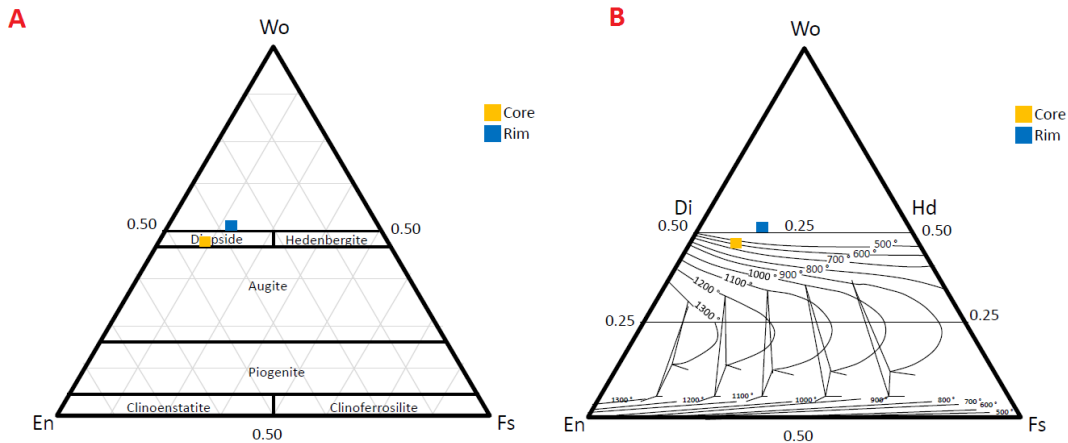 A
Wo
Core
Rim
0.50
0.50
Diopside
Hedenbergite
Augite
Piogenite
Clinoenstatite
Clinoferrosilite
En
Fs
0.50
B
Wo
Core
Rim
Di
Hd
0.50
0.25
0.50
500°
600°
700°
800°
900°
1000°
1100°
1200°
1300°
0.25
0.25
1300°
1200°
1100°
1000°
900°
800°
700°
600°
500°
En
Fs
0.50